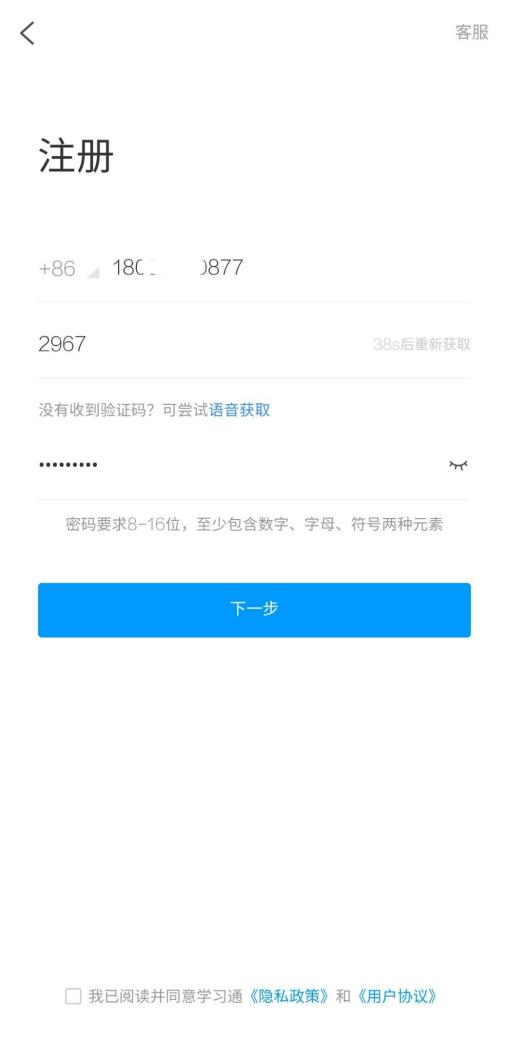 客服
注册
+86 180 0877
2967 38s后重新获取
没有收到验证码？可尝试语音获取
•••••••••
密码要求8-16位，至少包含数字、字母、符号两种元素
下一步
我已阅读并同意学习通《隐私政策》和《用户协议》